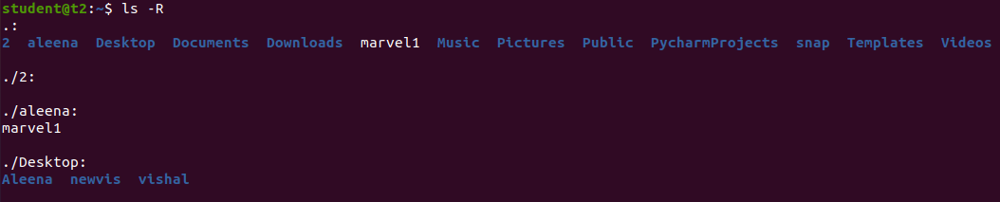 student@t2:~$ ls -R
.:
2  aleena  Desktop  Documents  Downloads  marvel1  Music  Pictures  Public  PycharmProjects  snap  Templates  Videos
./2:
./aleena:
marvel1
./Desktop:
Aleena  newvis  vishal